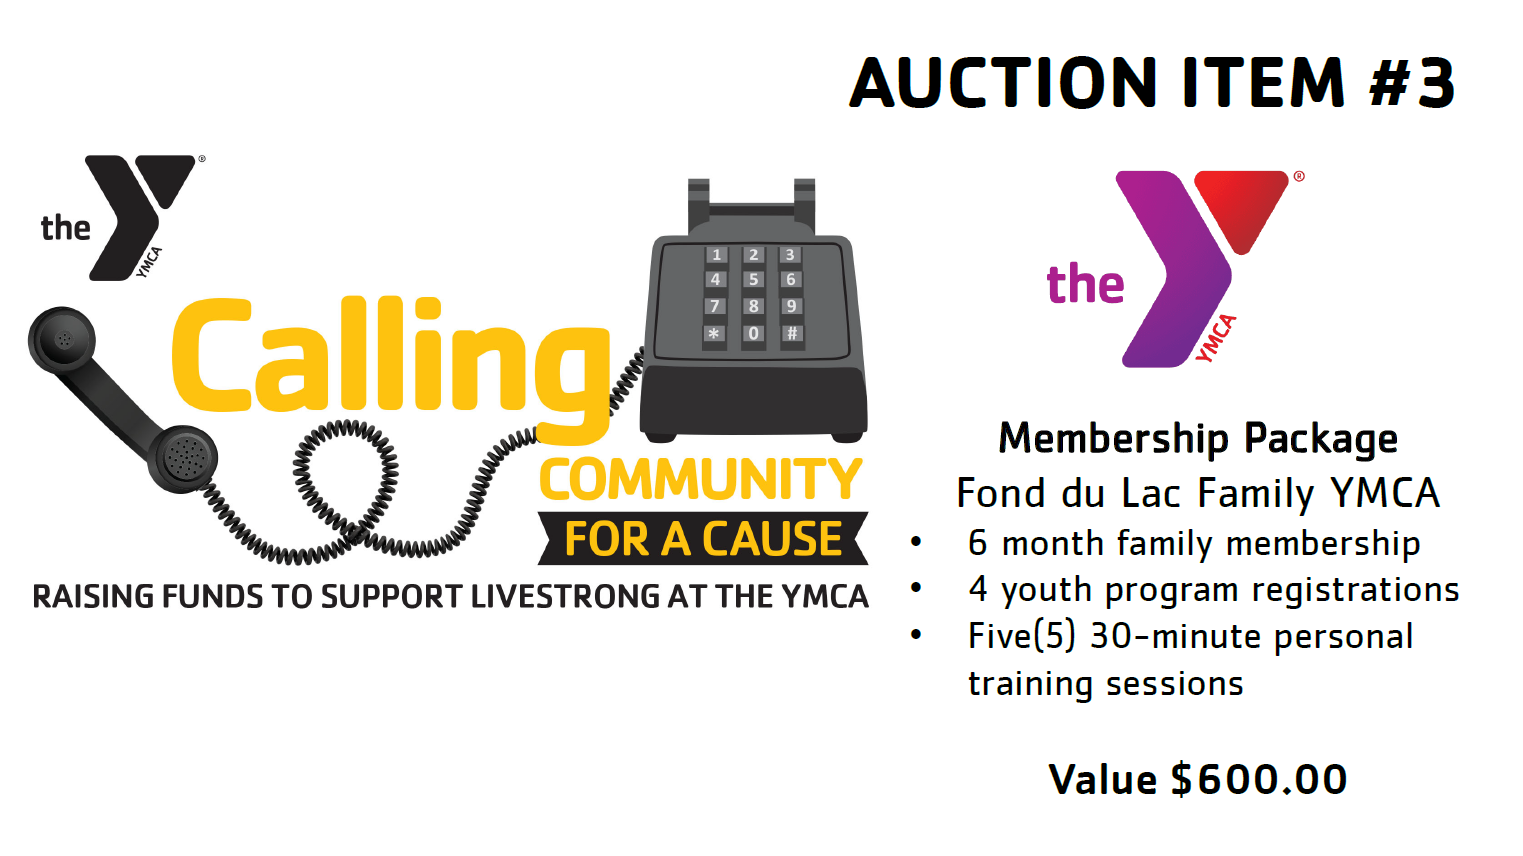 AUCTION ITEM #3
the
YMCA
®
Calling
COMMUNITY
FOR A CAUSE
RAISING FUNDS TO SUPPORT LIVESTRONG AT THE YMCA
1 2 3
4 5 6
7 8 9
* 0 #
the
YMCA
®
Membership Package
Fond du Lac Family YMCA
• 6 month family membership
• 4 youth program registrations
• Five(5) 30-minute personal
training sessions
Value $600.00